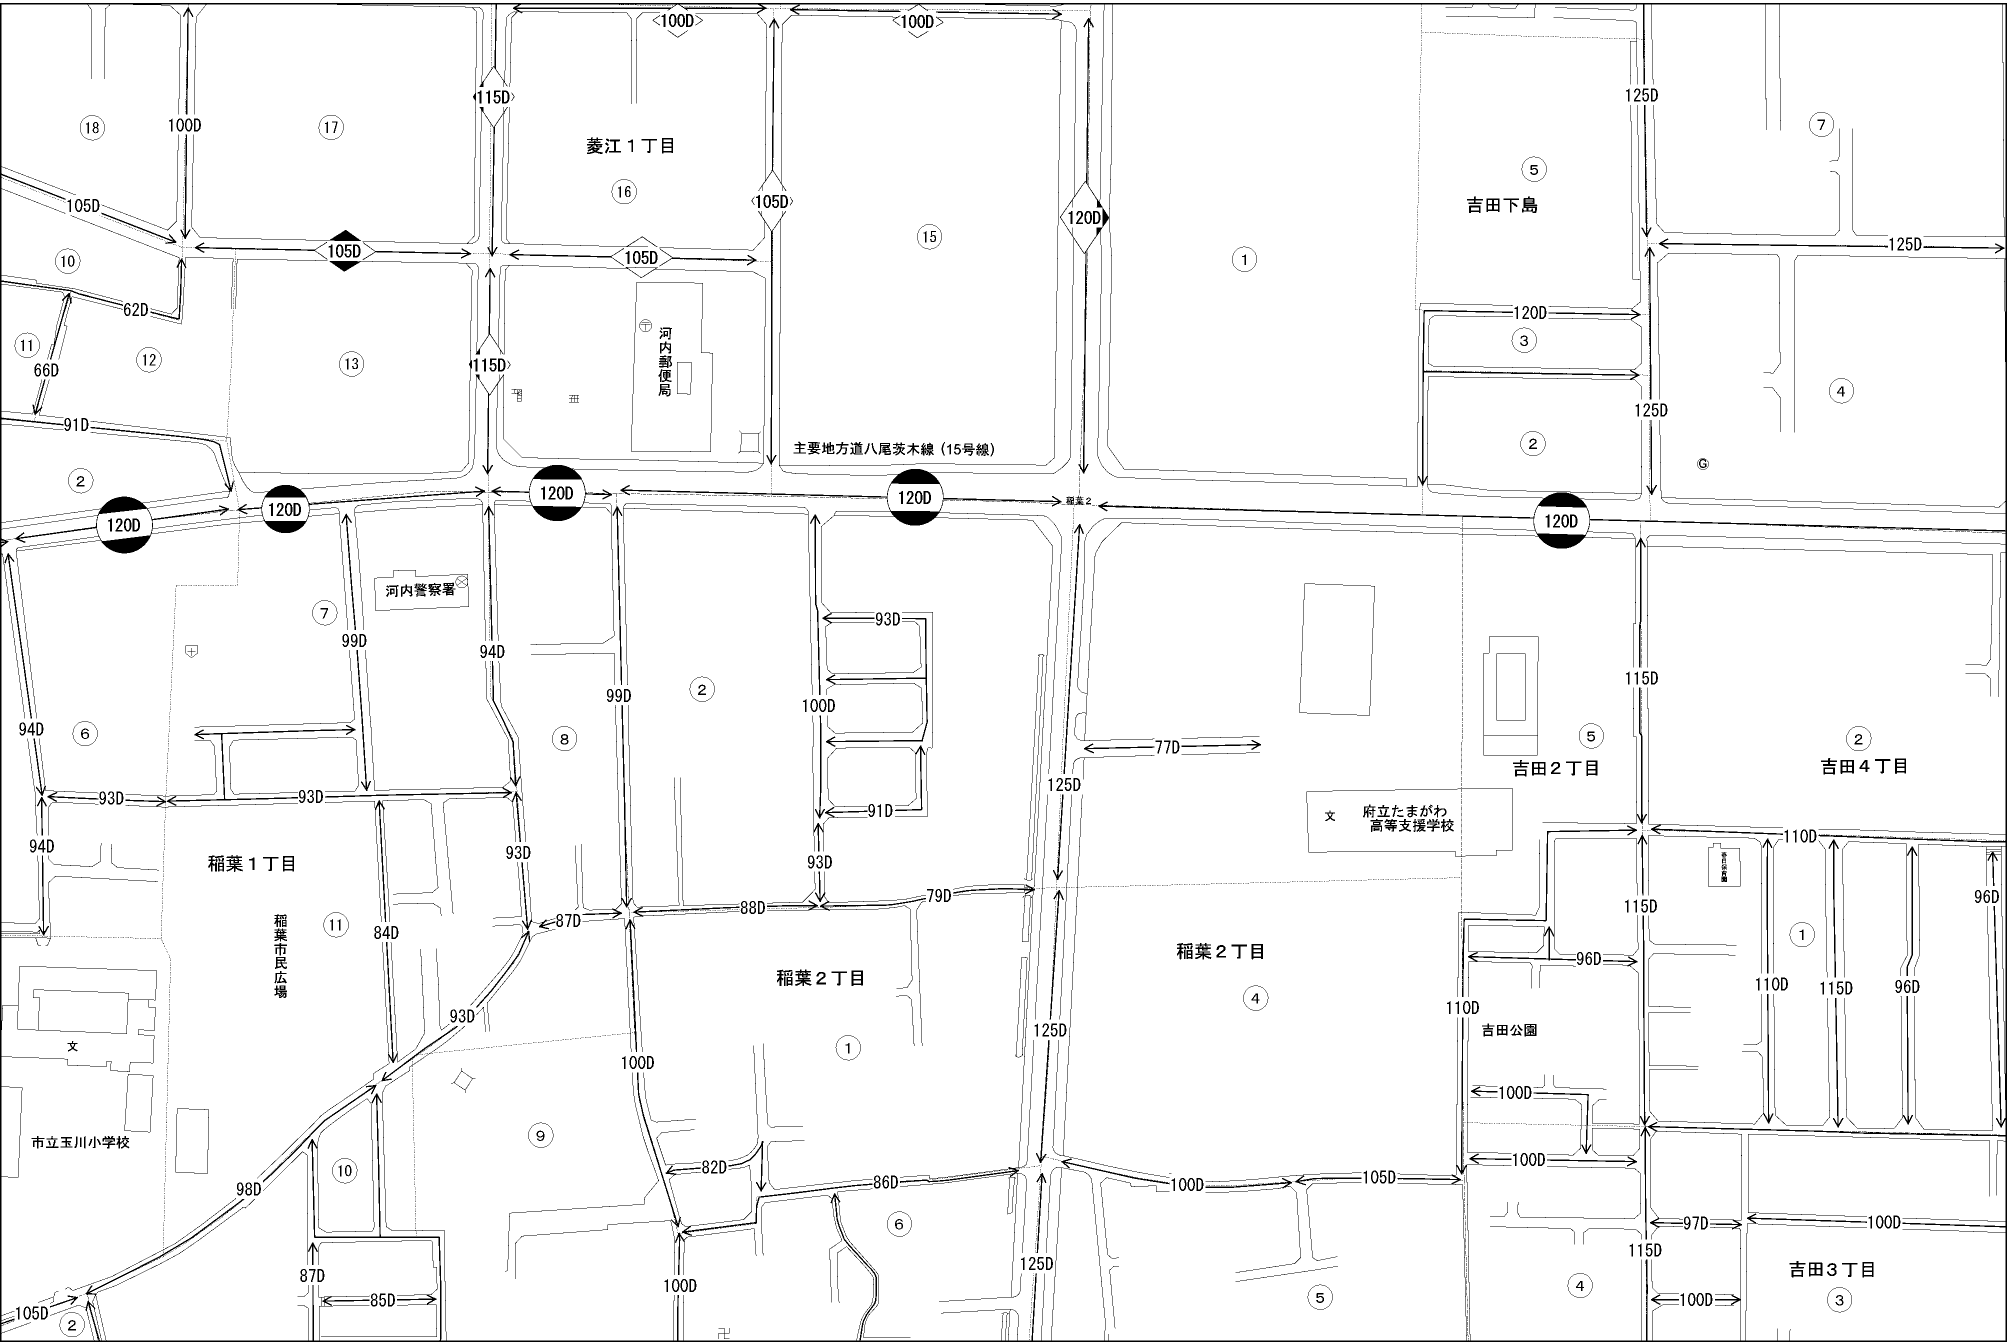 100D
100D
115D
125D
18
100D
17
菱江１丁目
7
16
5
105D
105D
120D
吉田下島
15
105D
105D
1
125D
10
62D
120D
河内郵便局
3
11
12
13
115D
66D
4
125D
91D
主要地方道八尾茨木線（15号線）
2
G
2
120D
120D
120D
120D
稲葉２
120D
河内警察署
7
93D
99D
94D
115D
2
99D
100D
94D
6
8
5
2
77D
吉田２丁目
吉田４丁目
125D
93D
93D
91D
文
府立たまがわ
高等支援学校
110D
94D
93D
93D
稲葉１丁目
79D
96D
88D
115D
11
87D
84D
1
稲葉市民広場
稲葉２丁目
稲葉２丁目
96D
110D
115D
96D
4
110D
93D
125D
吉田公園
文
1
100D
100D
市立玉川小学校
9
10
82D
100D
105D
100D
86D
98D
6
97D
100D
115D
125D
吉田３丁目
87D
100D
4
85D
5
100D
3
105D
2